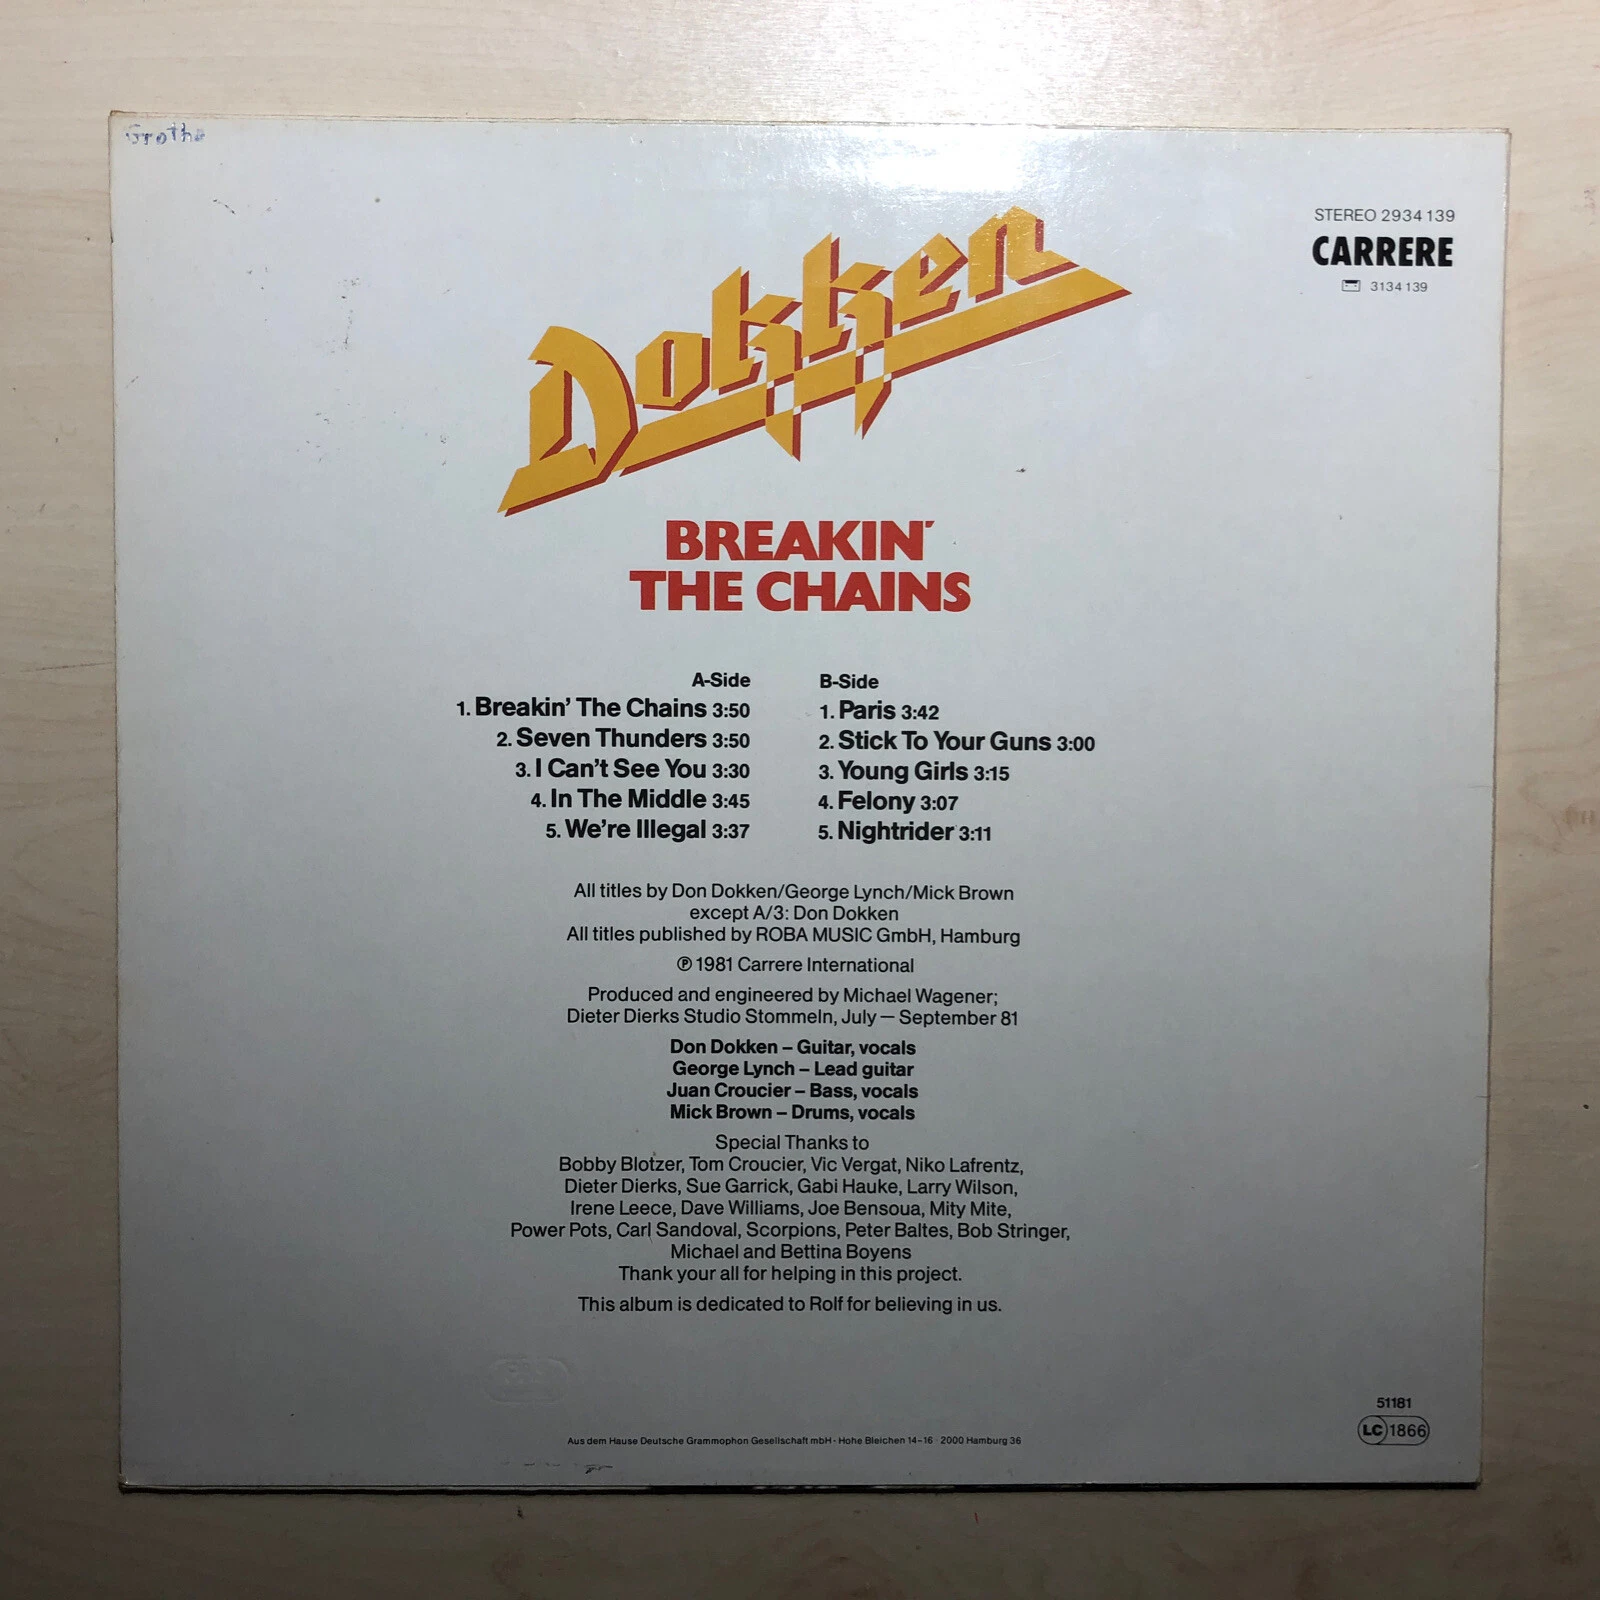 Grothe
STEREO 2934 139
CARRERE
3134 139
Dokken
BREAKIN'
THE CHAINS
A-Side
1. Breakin' The Chains 3:50
2. Seven Thunders 3:50
3. I Can't See You 3:30
4. In The Middle 3:45
5. We're Illegal 3:37
B-Side
1. Paris 3:42
2. Stick To Your Guns 3:00
3. Young Girls 3:15
4. Felony 3:07
5. Nightrider 3:11
All titles by Don Dokken/George Lynch/Mick Brown
except A/3: Don Dokken
All titles published by ROBA MUSIC GmbH, Hamburg
℗ 1981 Carrere International
Produced and engineered by Michael Wagener;
Dieter Dierks Studio Stommeln, July — September 81
Don Dokken – Guitar, vocals
George Lynch – Lead guitar
Juan Croucier – Bass, vocals
Mick Brown – Drums, vocals
Special Thanks to
Bobby Blotzer, Tom Croucier, Vic Vergat, Niko Lafrentz,
Dieter Dierks, Sue Garrick, Gabi Hauke, Larry Wilson,
Irene Leece, Dave Williams, Joe Bensoua, Mity Mite,
Power Pots, Carl Sandoval, Scorpions, Peter Baltes, Bob Stringer,
Michael and Bettina Boyens
Thank your all for helping in this project.
This album is dedicated to Rolf for believing in us.
51181
LC 1866
Aus dem Hause Deutsche Grammophon Gesellschaft mbH · Hohe Bleichen 14–16 · 2000 Hamburg 36